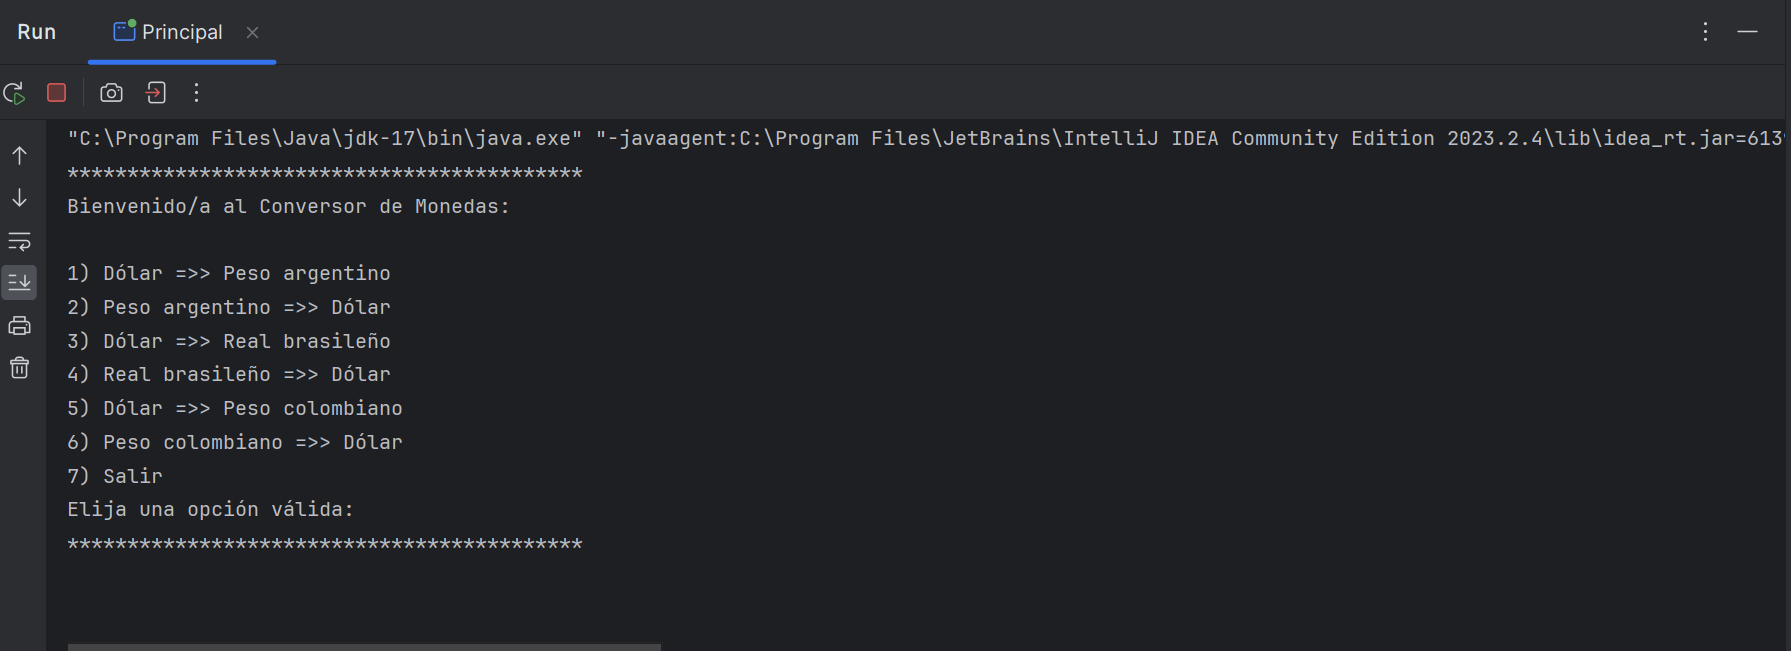 Run Principal
"C:\Program Files\Java\jdk-17\bin\java.exe" "-javaagent:C:\Program Files\JetBrains\IntelliJ IDEA Community Edition 2023.2.4\lib\idea_rt.jar=613
*******************************************
Bienvenido/a al Conversor de Monedas:
1) Dólar =>> Peso argentino
2) Peso argentino =>> Dólar
3) Dólar =>> Real brasileño
4) Real brasileño =>> Dólar
5) Dólar =>> Peso colombiano
6) Peso colombiano =>> Dólar
7) Salir
Elija una opción válida:
*******************************************